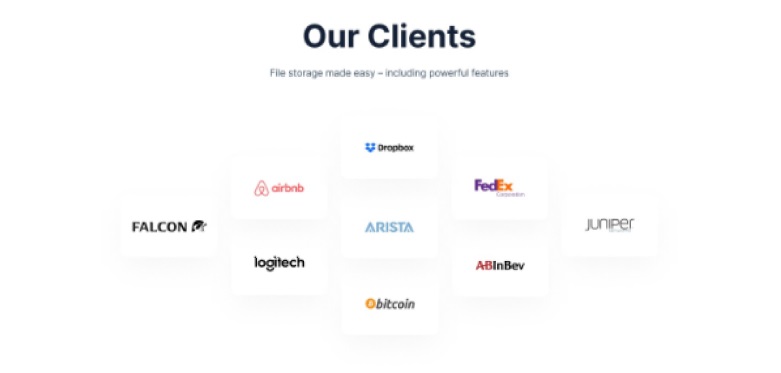 Our Clients
File storage made easy – including powerful features
Dropbox
airbnb
FedEx
Corporation
FALCON
ARISTA
JUNIPer
logitech
ABInBev
bitcoin